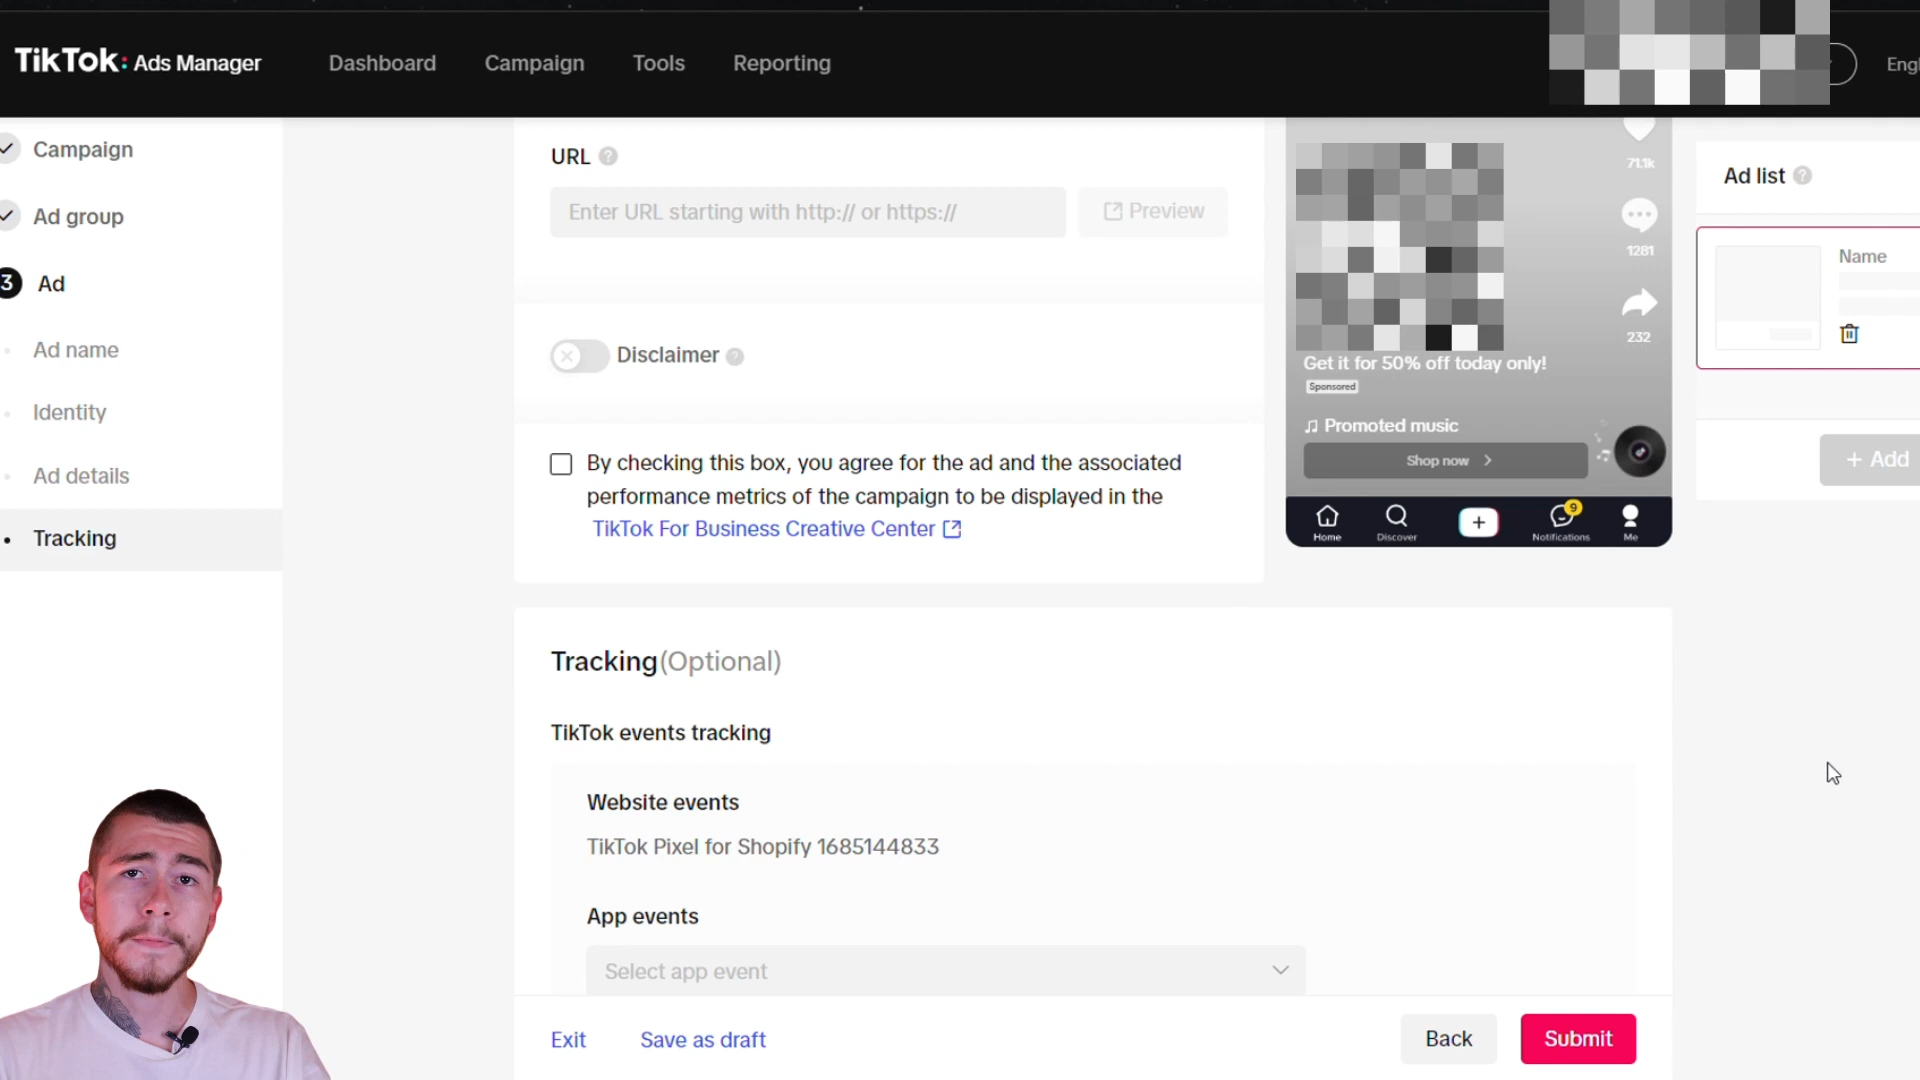 TikTok: Ads Manager
Dashboard
Campaign
Tools
Reporting
Engl
Campaign
Ad group
3 Ad
Ad name
Identity
Ad details
Tracking
URL ?
Enter URL starting with http:// or https://
Preview
Disclaimer ?
By checking this box, you agree for the ad and the associated
performance metrics of the campaign to be displayed in the
TikTok For Business Creative Center
71.1k
1281
232
Get it for 50% off today only!
Sponsored
Promoted music
Shop now
9
Home
Discover
Notifications
Me
Ad list ?
Name
+ Add
Tracking(Optional)
TikTok events tracking
Website events
TikTok Pixel for Shopify 1685144833
App events
Select app event
Exit
Save as draft
Back
Submit